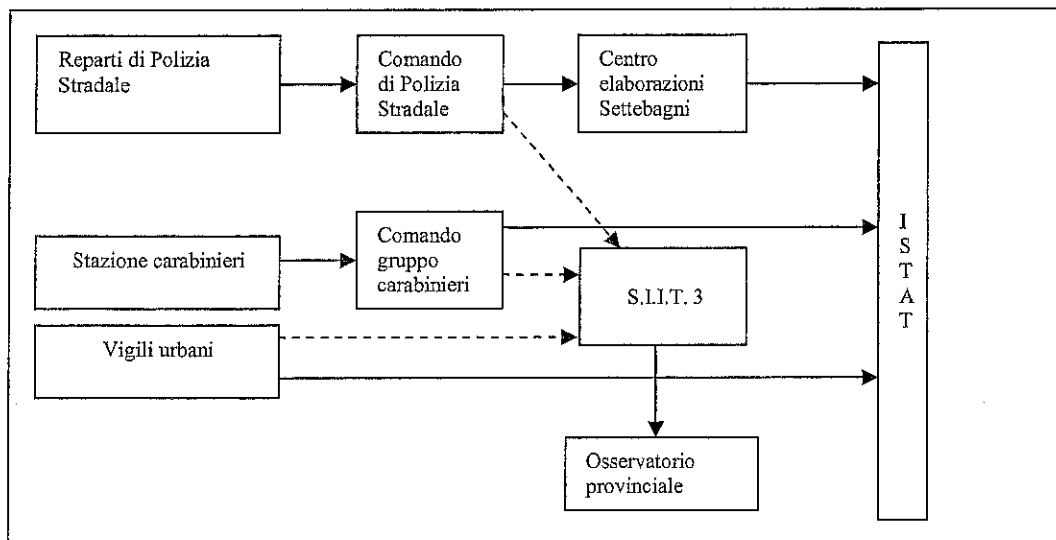 Reparti di Polizia
Stradale
Comando
di Polizia
Stradale
Centro
elaborazioni
Settebagni
Stazione carabinieri
Comando
gruppo
carabinieri
S.I.I.T. 3
Vigili urbani
Osservatorio
provinciale
I
S
T
A
T